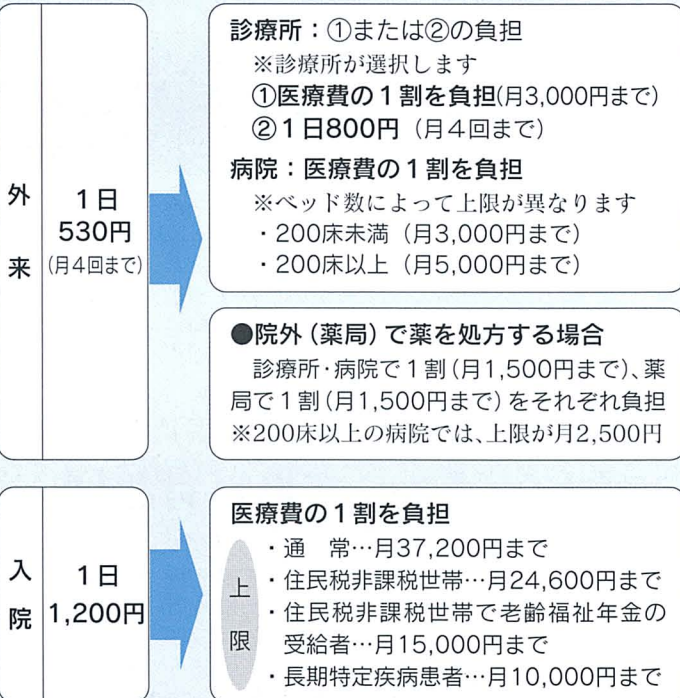 外来
1日
530円
(月4回まで)
診療所：①または②の負担
※診療所が選択します
①医療費の1割を負担(月3,000円まで)
②1日800円（月4回まで）
病院：医療費の1割を負担
※ベッド数によって上限が異なります
・200床未満（月3,000円まで）
・200床以上（月5,000円まで）
●院外（薬局）で薬を処方する場合
診療所・病院で1割(月1,500円まで)、薬
局で1割(月1,500円まで)をそれぞれ負担
※200床以上の病院では、上限が月2,500円
入院
1日
1,200円
医療費の1割を負担
上限
・通　常…月37,200円まで
・住民税非課税世帯…月24,600円まで
・住民税非課税世帯で老齢福祉年金の
受給者…月15,000円まで
・長期特定疾病患者…月10,000円まで